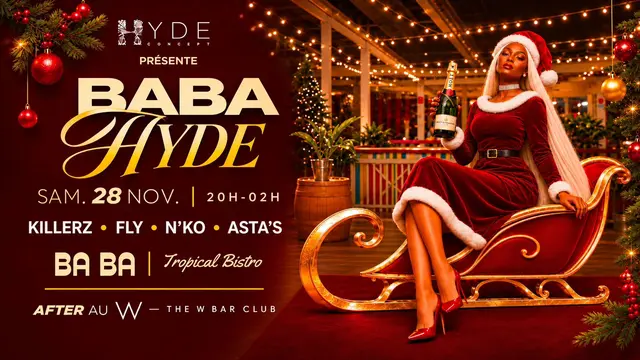 HYDE
CONCEPT
PRÉSENTE
BABA
HYDE
SAM. 28 NOV. | 20H-02H
KILLERZ • FLY • N'KO • ASTA'S
BA BA | Tropical Bistro
AFTER AU W — THE W BAR CLUB